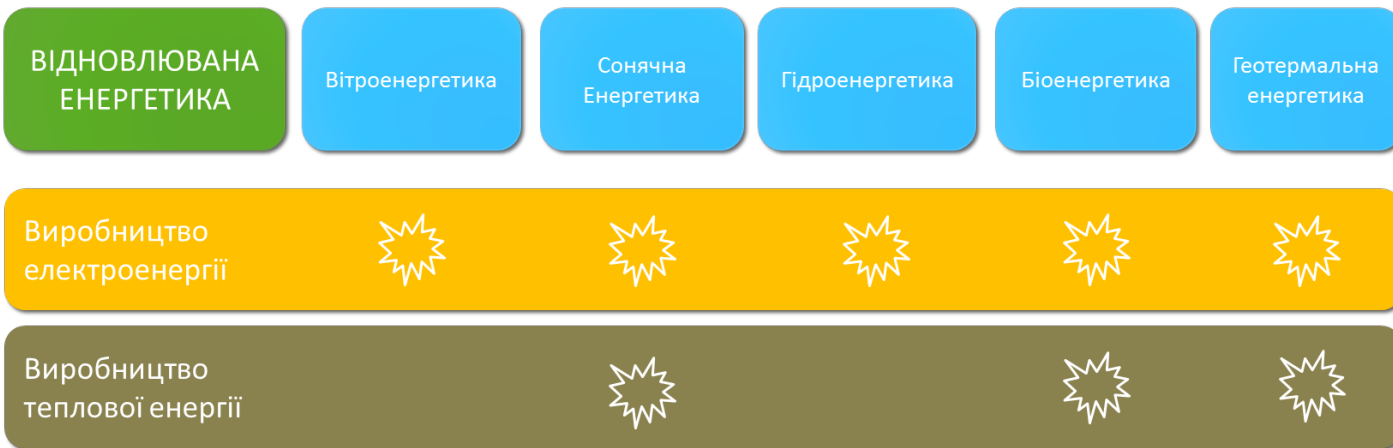 ВІДНОВЛЮВАНА
ЕНЕРГЕТИКА
Вітроенергетика
Сонячна
Енергетика
Гідроенергетика
Біоенергетика
Геотермальна
енергетика
Виробництво
електроенергії
Виробництво
теплової енергії